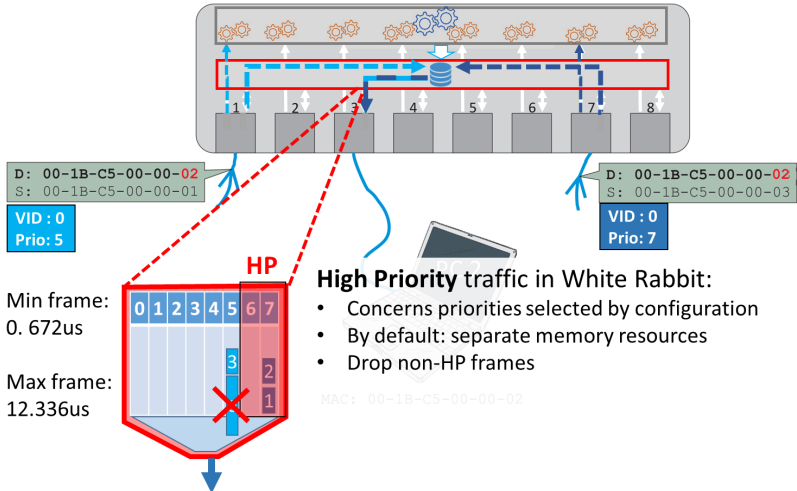 1 2 3 4 5 6 7 8
D: 00-1B-C5-00-00-02
S: 00-1B-C5-00-00-01
VID : 0
Prio: 5
D: 00-1B-C5-00-00-02
S: 00-1B-C5-00-00-03
VID: 0
Prio: 7
PC 2
HP
0 1 2 3 4 5 6 7
3
2
1
Min frame:
0. 672us
Max frame:
12.336us
High Priority traffic in White Rabbit:
• Concerns priorities selected by configuration
• By default: separate memory resources
• Drop non-HP frames
MAC: 00-1B-C5-00-00-02